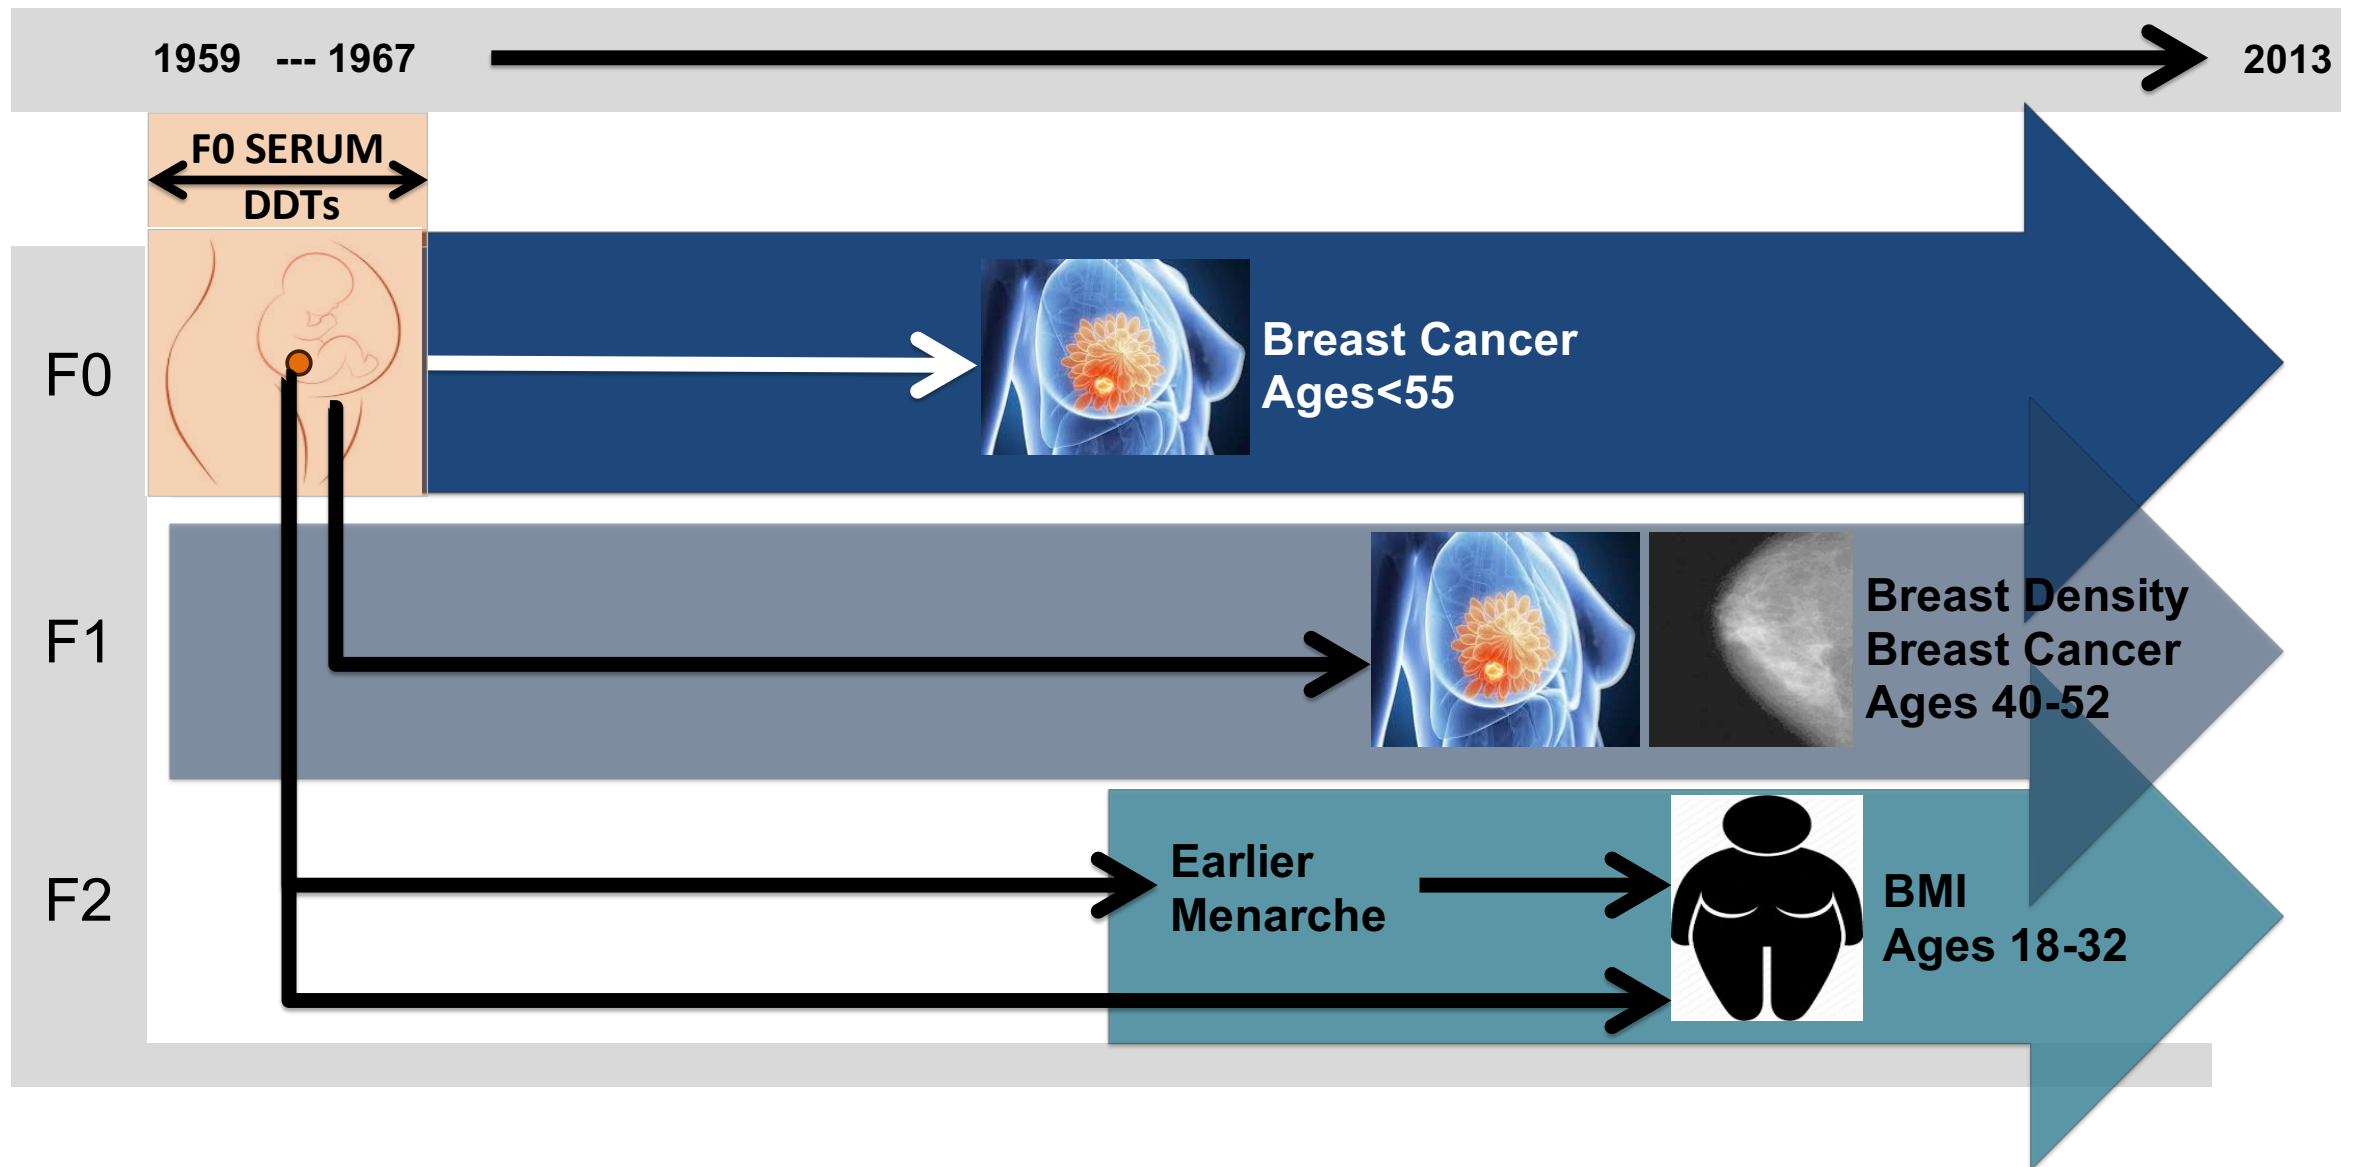 1959 --- 1967 2013
F0 SERUM
DDTs
F0
Breast Cancer
Ages<55
F1
Breast Density
Breast Cancer
Ages 40-52
F2
Earlier
Menarche
BMI
Ages 18-32